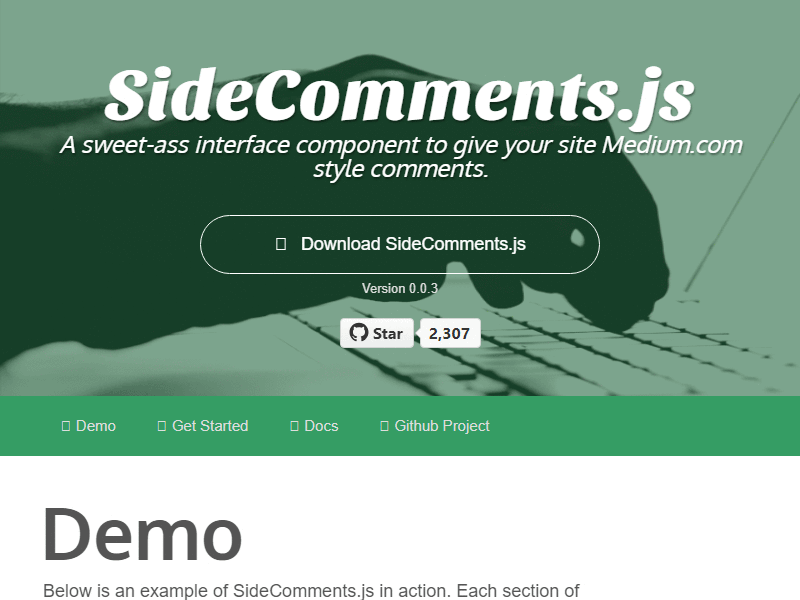 SideComments.js
A sweet-ass interface component to give your site Medium.com
style comments.
Download SideComments.js
Version 0.0.3
Star 2,307
Demo Get Started Docs Github Project
Demo
Below is an example of SideComments.js in action. Each section of